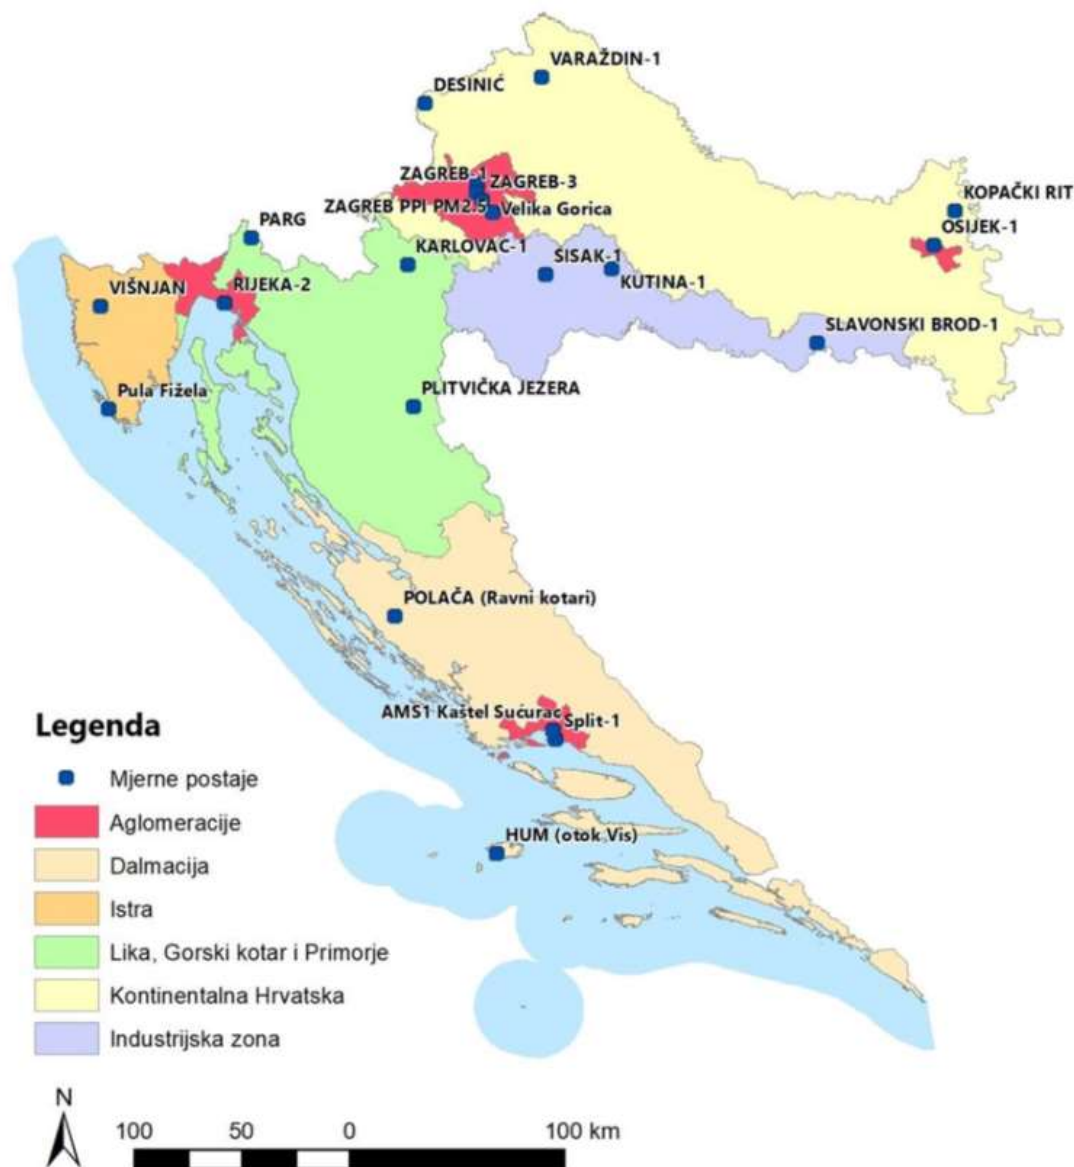 VARAŽDIN-1
DESINIĆ
ZAGREB-1
ZAGREB-3
KOPAČKI RIT
ZAGREB PPI PM2.5
Velika Gorica
PARG
OSIJEK-1
KARLOVAC-1
SISAK-1
KUTINA-1
VIŠNJAN
RIJEKA-2
SLAVONSKI BROD-1
Pula Fižela
PLITVIČKA JEZERA
POLAČA (Ravni kotari)
AMS1 Kaštel Sućurac
Split-1
HUM (otok Vis)
Legenda
Mjerne postaje
Aglomeracije
Dalmacija
Istra
Lika, Gorski kotar i Primorje
Kontinentalna Hrvatska
Industrijska zona
N
100 50 0 100 km